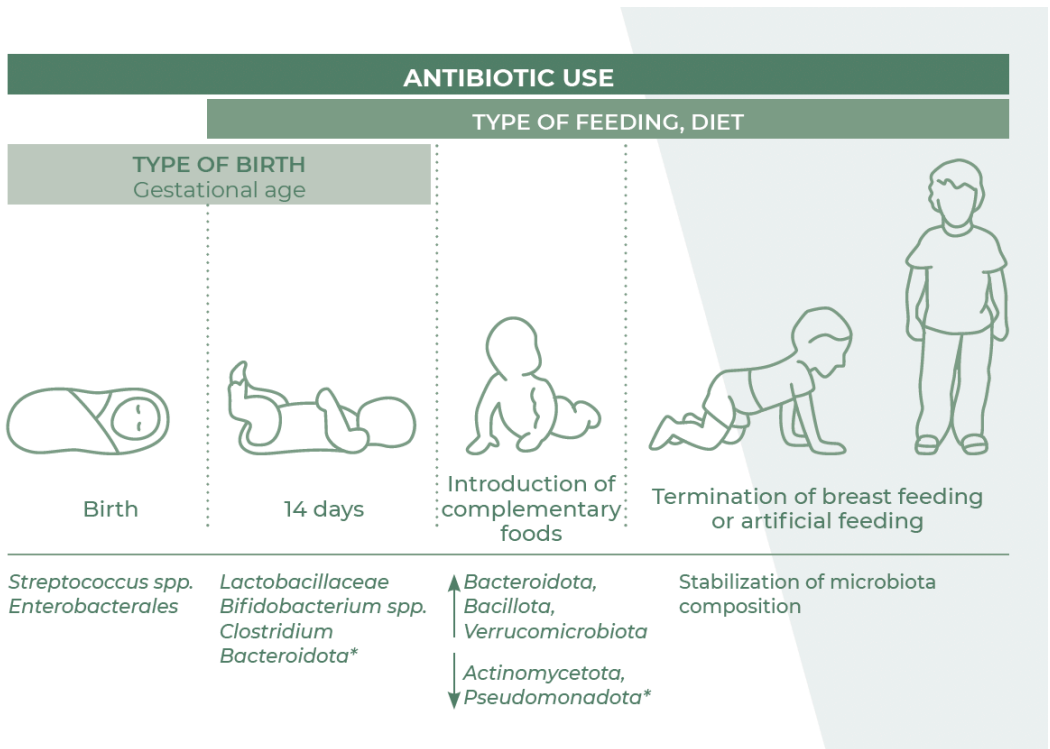 ANTIBIOTIC USE
TYPE OF FEEDING, DIET
TYPE OF BIRTH
Gestational age
Birth
14 days
Introduction of
complementary
foods
Termination of breast feeding
or artificial feeding
Streptococcus spp.
Enterobacterales
Lactobacillaceae
Bifidobacterium spp.
Clostridium
Bacteroidota*
Bacteroidota,
Bacillota,
Verrucomicrobiota
Actinomycetota,
Pseudomonadota*
Stabilization of microbiota
composition